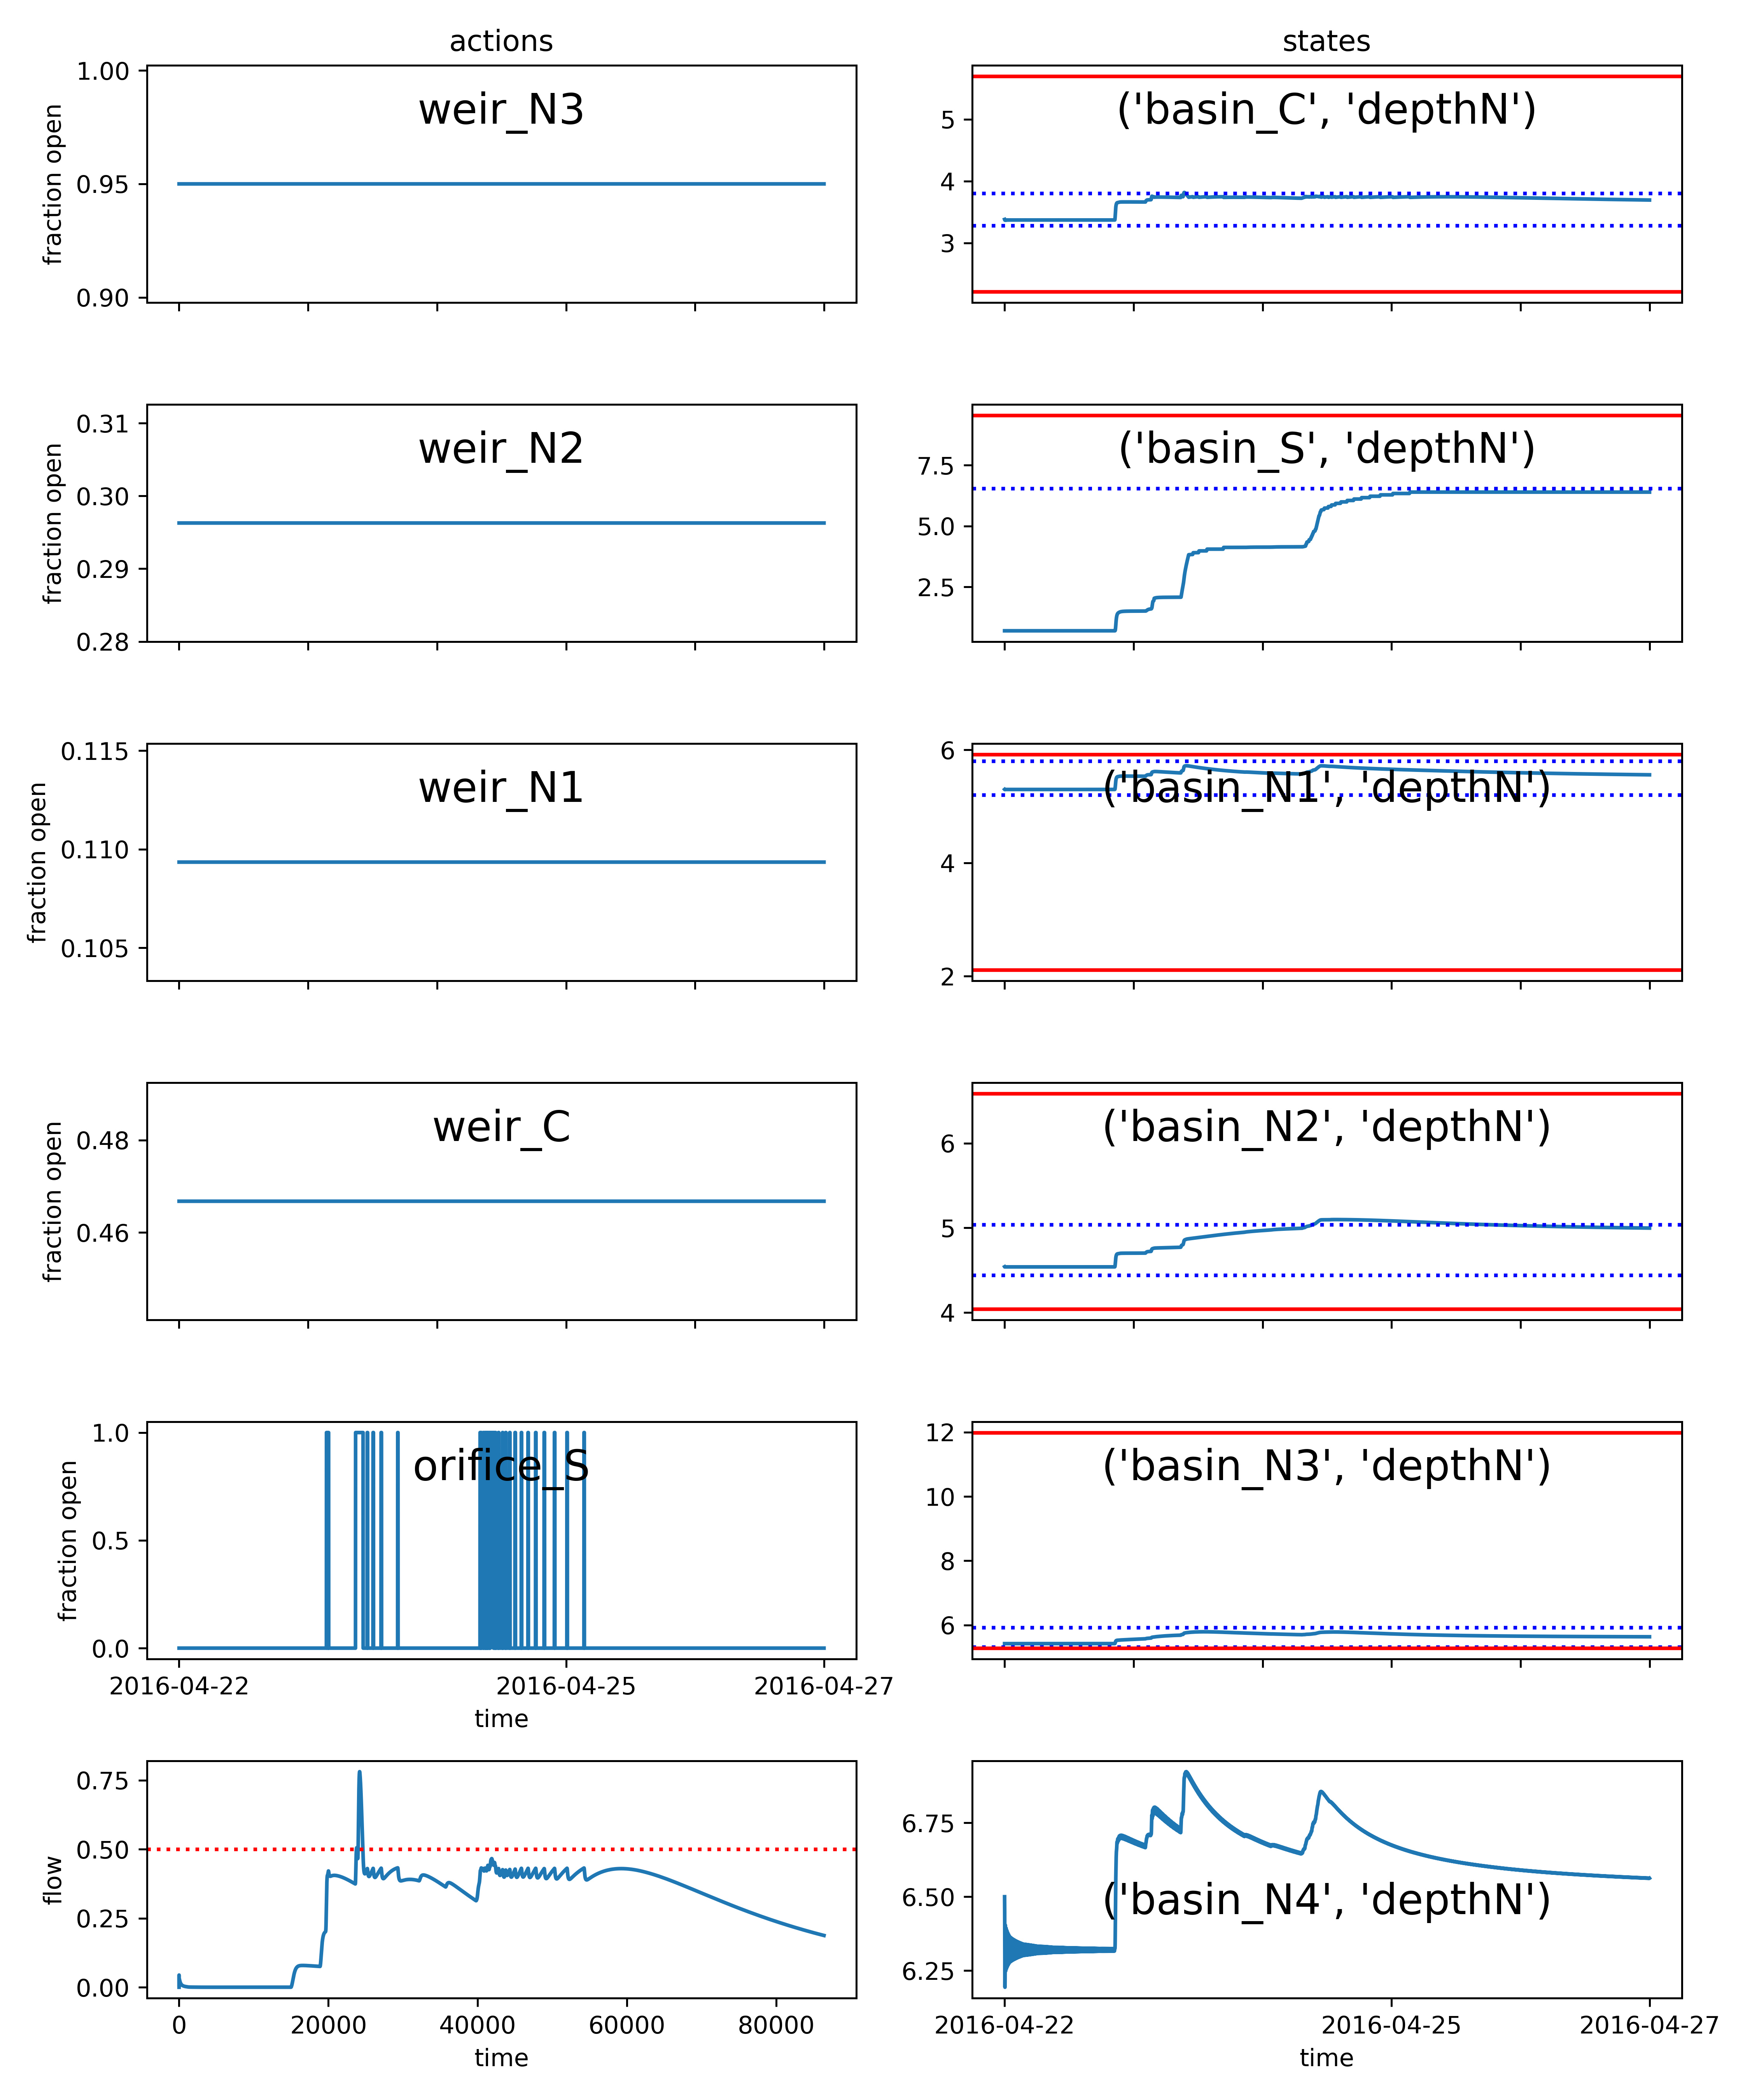 actions
states
1.00
0.95
0.90
fraction open
weir_N3
5
4
3
('basin_C', 'depthN')
0.31
0.30
0.29
0.28
fraction open
weir_N2
7.5
5.0
2.5
('basin_S', 'depthN')
0.115
0.110
0.105
fraction open
weir_N1
6
4
2
('basin_N1', 'depthN')
0.48
0.46
fraction open
weir_C
6
5
4
('basin_N2', 'depthN')
1.0
0.5
0.0
fraction open
orifice_S
2016-04-22 2016-04-25 2016-04-27
time
12
10
8
6
('basin_N3', 'depthN')
0.75
0.50
0.25
0.00
flow
0 20000 40000 60000 80000
time
6.75
6.50
6.25
('basin_N4', 'depthN')
2016-04-22 2016-04-25 2016-04-27
time